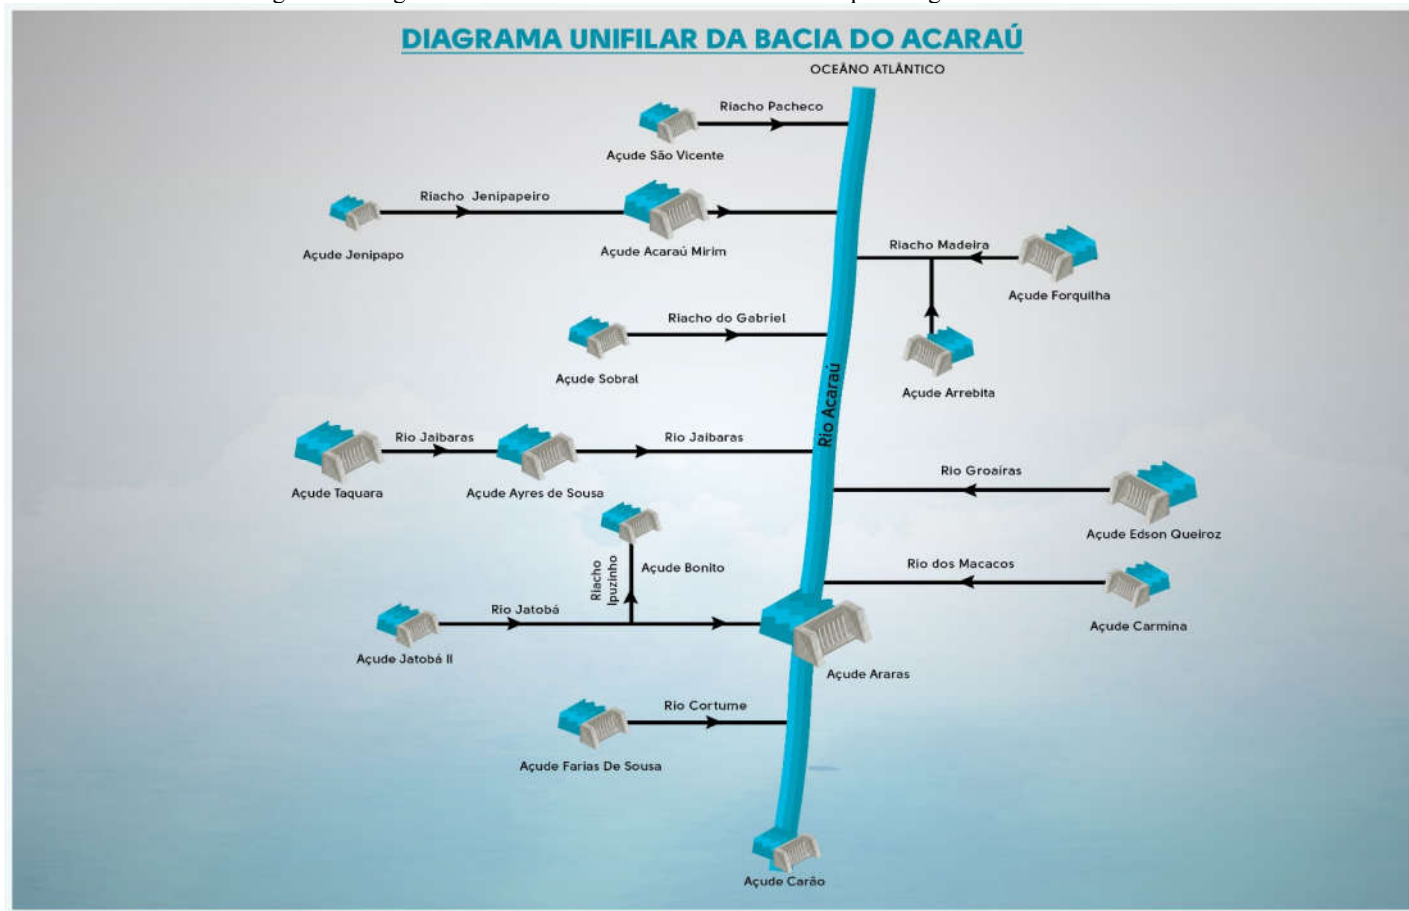 DIAGRAMA UNIFILAR DA BACIA DO ACARAÚ
OCEÂNO ATLÂNTICO
Riacho Pacheco
Açude São Vicente
Riacho Jenipapeiro
Açude Jenipapo
Açude Acaraú Mirim
Riacho Madeira
Açude Forquilha
Riacho do Gabriel
Açude Sobral
Açude Arrebita
Rio Acaraú
Rio Jaibaras
Rio Jaibaras
Açude Taquara
Açude Ayres de Sousa
Rio Groaíras
Açude Edson Queiroz
Riacho
Ipuzinho
Açude Bonito
Rio dos Macacos
Açude Carmina
Rio Jatobá
Açude Jatobá II
Açude Araras
Rio Cortume
Açude Farias De Sousa
Açude Carão